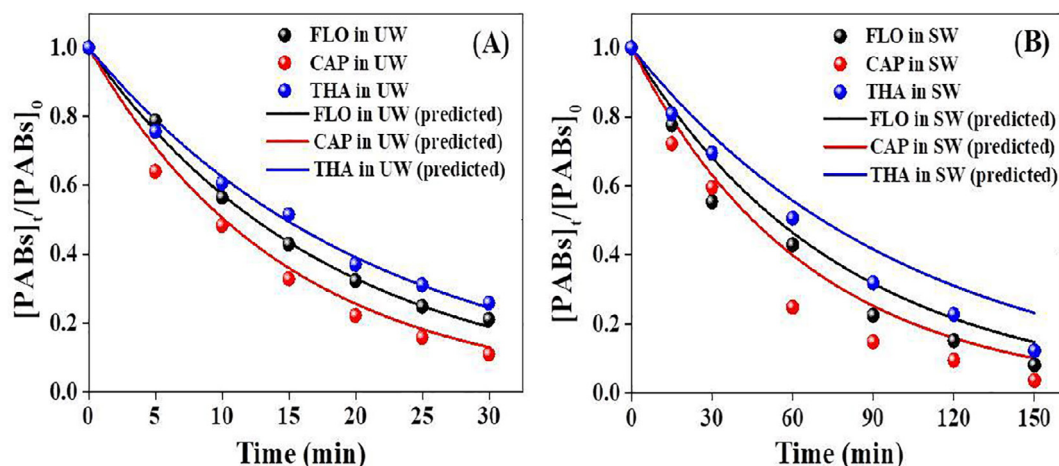 (A)
FLO in UW
CAP in UW
THA in UW
FLO in UW (predicted)
CAP in UW (predicted)
THA in UW (predicted)
[PABs]t/[PABs]0
1.0
0.8
0.6
0.4
0.2
0.0
0 5 10 15 20 25 30
Time (min)
(B)
FLO in SW
CAP in SW
THA in SW
FLO in SW (predicted)
CAP in SW (predicted)
THA in SW (predicted)
[PABs]t/[PABs]0
1.0
0.8
0.6
0.4
0.2
0.0
0 30 60 90 120 150
Time (min)